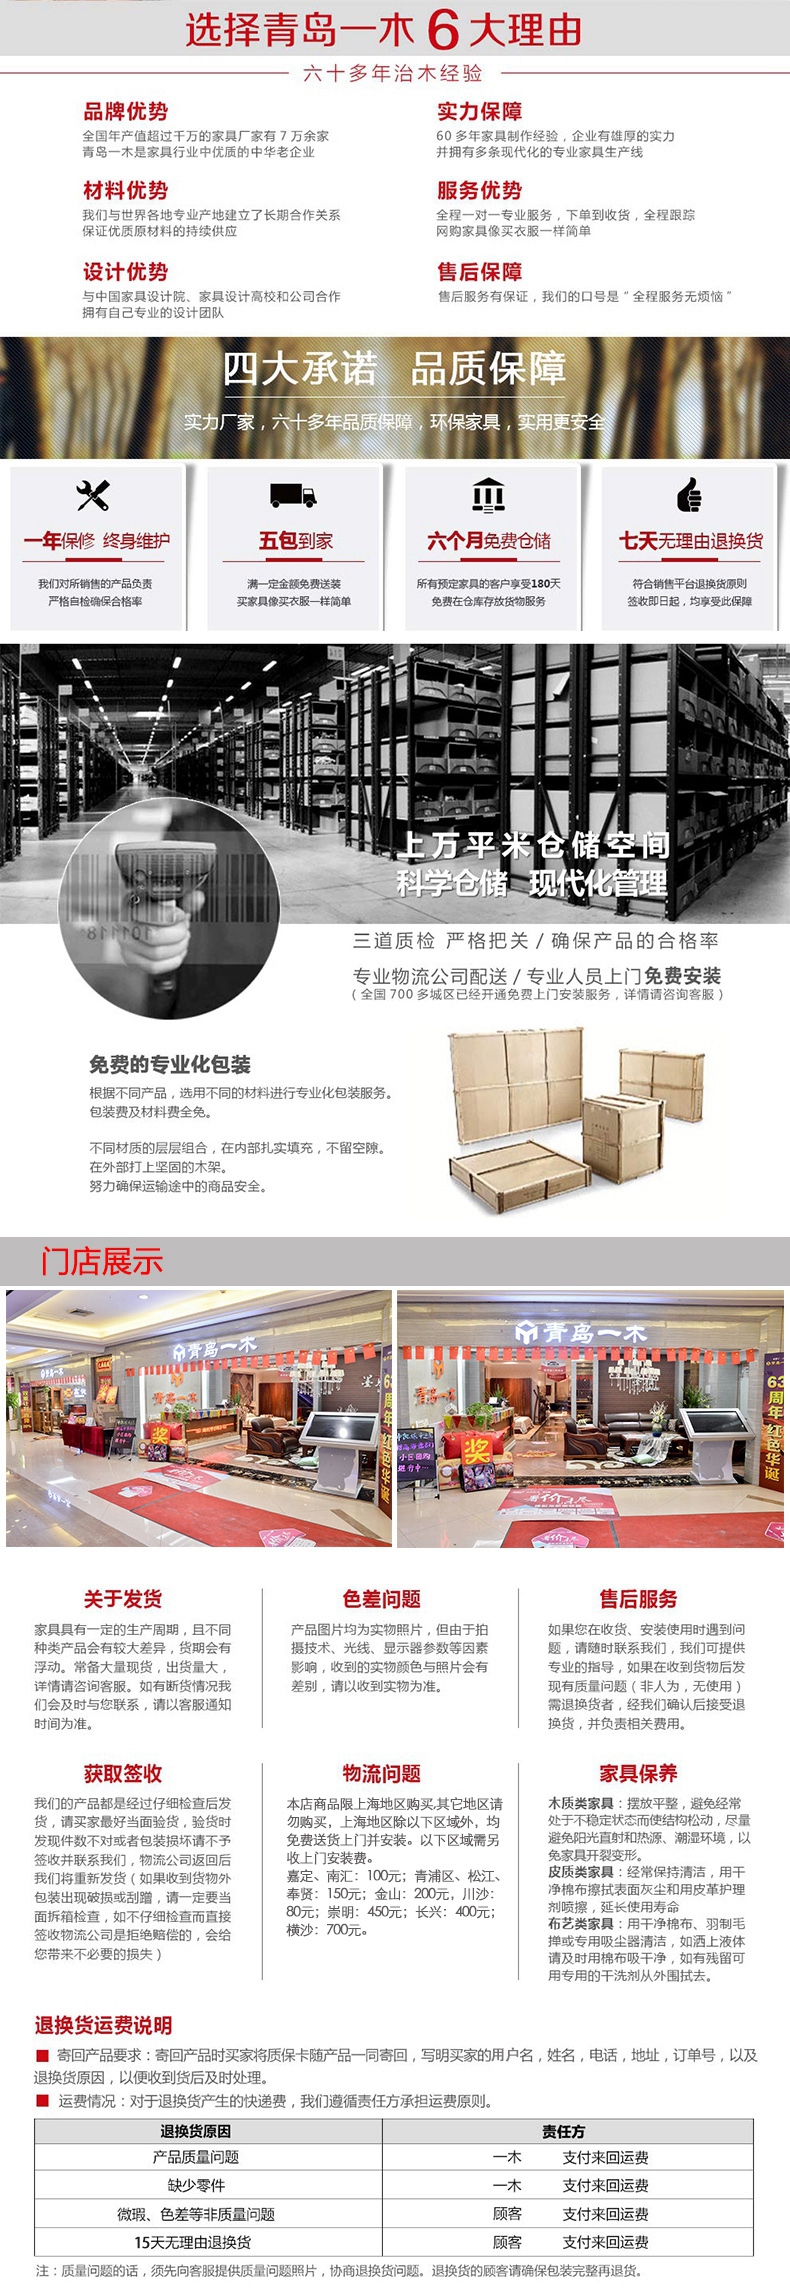 选择青岛一木6大理由
六十多年治木经验
品牌优势
全国年产值超过千万的家具厂家有7万余家
青岛一木是家具行业中优质的中华老企业
实力保障
60多年家具制作经验，企业有雄厚的实力
并拥有多条现代化的专业家具生产线
材料优势
我们与世界各地专业产地建立了长期合作关系
保证优质原材料的持续供应
服务优势
全程一对一专业服务，下单到收货，全程跟踪
网购家具像买衣服一样简单
设计优势
与中国家具设计院、家具设计高校和公司合作
拥有自己专业的设计团队
售后保障
售后服务有保证，我们的口号是“全程服务无烦恼”
四大承诺 品质保障
实力厂家，六十多年品质保障，环保家具，实用更安全
一年保修 终身维护
我们对所销售的产品负责
严格自检确保合格率
五包到家
满一定金额免费送装
买家具像买衣服一样简单
六个月免费仓储
所有预定家具的客户享受180天
免费在仓库存放货物服务
七天无理由退换货
符合销售平台退换货原则
签收即日起，均享受此保障
上万平米仓储空间
科学仓储 现代化管理
101118
三道质检 严格把关/确保产品的合格率
专业物流公司配送/专业人员上门免费安装
（全国700多城区已经开通免费上门安装服务，详情请咨询客服）
免费的专业化包装
根据不同产品，选用不同的材料进行专业化包装服务。
包装费及材料费全免。
不同材质的层层组合，在内部扎实填充，不留空隙。
在外部打上坚固的木架。
努力确保运输途中的商品安全。
门店展示
青岛一木
青岛一木
奖
青岛一木
青岛一木
奖
63周年 红色华诞
关于发货
家具具有一定的生产周期，且不同
种类产品会有较大差异，货期会有
浮动。常备大量现货，出货量大，
详情请咨询客服。如有断货情况我
们会及时与您联系，请以客服通知
时间为准。
色差问题
产品图片均为实物照片，但由于拍
摄技术、光线、显示器参数等因素
影响，收到的实物颜色与照片会有
差别，请以收到实物为准。
售后服务
如果您在收货、安装使用时遇到问
题，请随时联系我们，我们可提供
专业的指导，如果在收到货物后发
现有质量问题（非人为，无使用）
需退换货者，经我们确认后接受退
换货，并负责相关费用。
获取签收
我们的产品都是经过仔细检查后发
货，请买家最好当面验货，验货时
发现件数不对或者包装损坏请不予
签收并联系我们，物流公司返回后
我们将重新发货（如果收到货物外
包装出现破损或刮蹭，请一定要当
面拆箱检查，如不仔细检查而直接
签收物流公司是拒绝赔偿的，会给
您带来不必要的损失）
物流问题
本店商品限上海地区购买,其它地区请
勿购买，上海地区除以下区域外，均
免费送货上门并安装。以下区域需另
收上门安装费。
嘉定、南汇：100元；青浦区、松江、
奉贤：150元；金山：200元，川沙：
80元；崇明：450元；长兴：400元；
横沙：700元。
家具保养
木质类家具：摆放平整，避免经常
处于不稳定状态而使结构松动，尽量
避免阳光直射和热源、潮湿环境，以
免家具开裂变形。
皮质类家具：经常保持清洁，用干
净棉布擦拭表面灰尘和用皮革护理
剂喷擦，延长使用寿命
布艺类家具：用干净棉布、羽制毛
掸或专用吸尘器清洁，如洒上液体
请及时用棉布吸干净，如有残留可
用专用的干洗剂从外围拭去。
退换货运费说明
寄回产品要求：寄回产品时买家将质保卡随产品一同寄回，写明买家的用户名，姓名，电话，地址，订单号，以及
退换货原因，以便收到货后及时处理。
运费情况：对于退换货产生的快递费，我们遵循责任方承担运费原则。
退换货原因 责任方
产品质量问题 一木 支付来回运费
缺少零件 一木 支付来回运费
微瑕、色差等非质量问题 顾客 支付来回运费
15天无理由退换货 顾客 支付来回运费
注：质量问题的话，须先向客服提供质量问题照片，协商退换货问题。退换货的顾客请确保包装完整再退货。